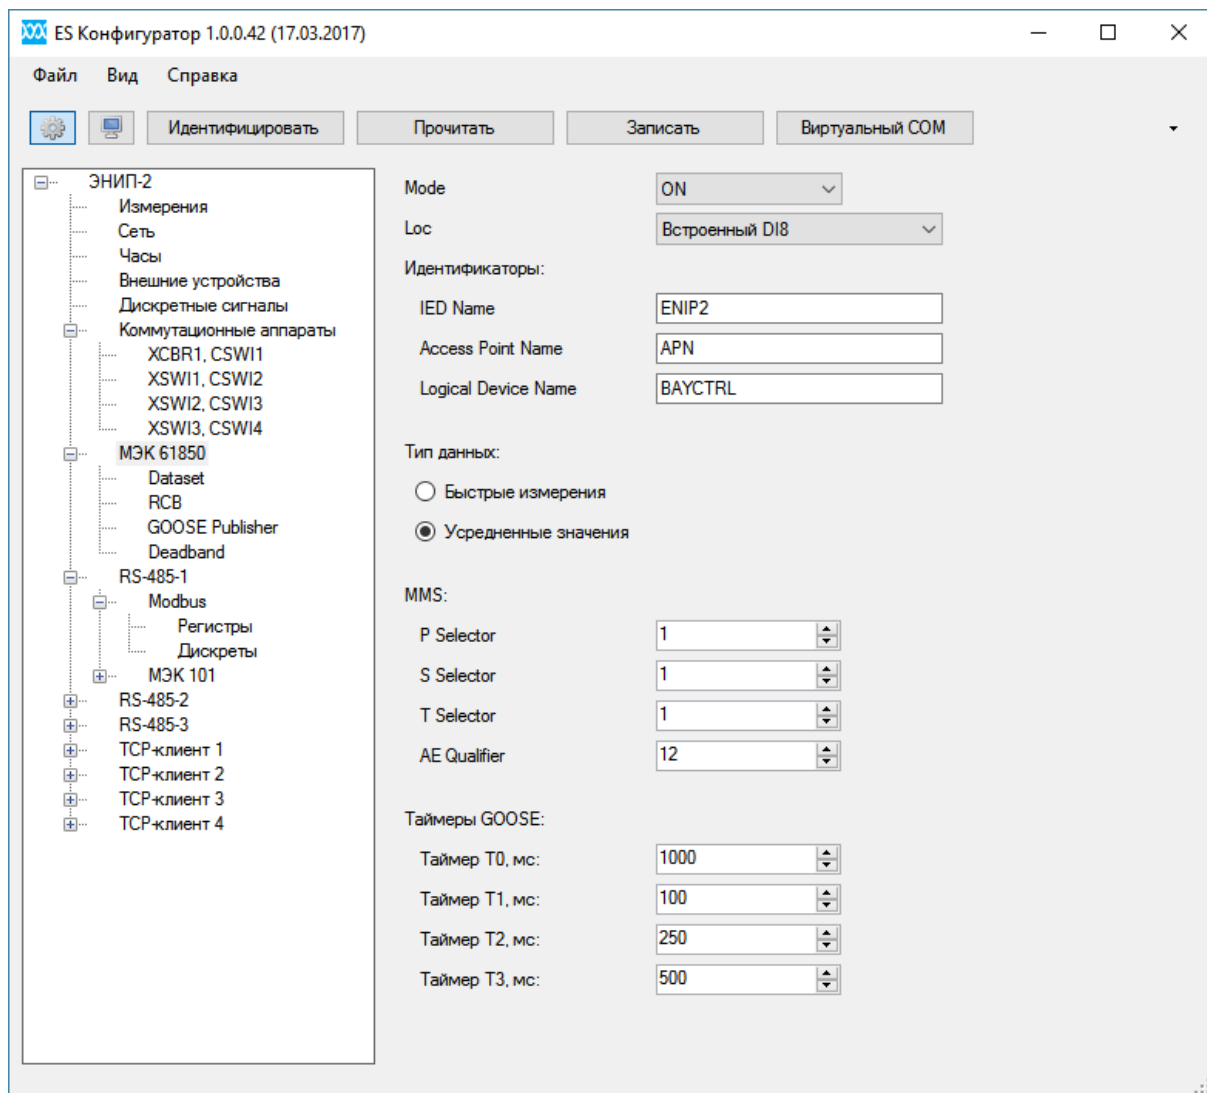 ES Конфигуратор 1.0.0.42 (17.03.2017)
Файл Вид Справка
Идентифицировать Прочитать Записать Виртуальный COM
ЭНИП-2
Измерения
Сеть
Часы
Внешние устройства
Дискретные сигналы
Коммутационные аппараты
XCBR1, CSWI1
XSWI1, CSWI2
XSWI2, CSWI3
XSWI3, CSWI4
МЭК 61850
Dataset
RCB
GOOSE Publisher
Deadband
RS-485-1
Modbus
Регистры
Дискреты
МЭК 101
RS-485-2
RS-485-3
TCP-клиент 1
TCP-клиент 2
TCP-клиент 3
TCP-клиент 4
Mode ON
Loc Встроенный DI8
Идентификаторы:
IED Name ENIP2
Access Point Name APN
Logical Device Name BAYCTRL
Тип данных:
Быстрые измерения
Усредненные значения
MMS:
P Selector 1
S Selector 1
T Selector 1
AE Qualifier 12
Таймеры GOOSE:
Таймер T0, мс: 1000
Таймер T1, мс: 100
Таймер T2, мс: 250
Таймер T3, мс: 500